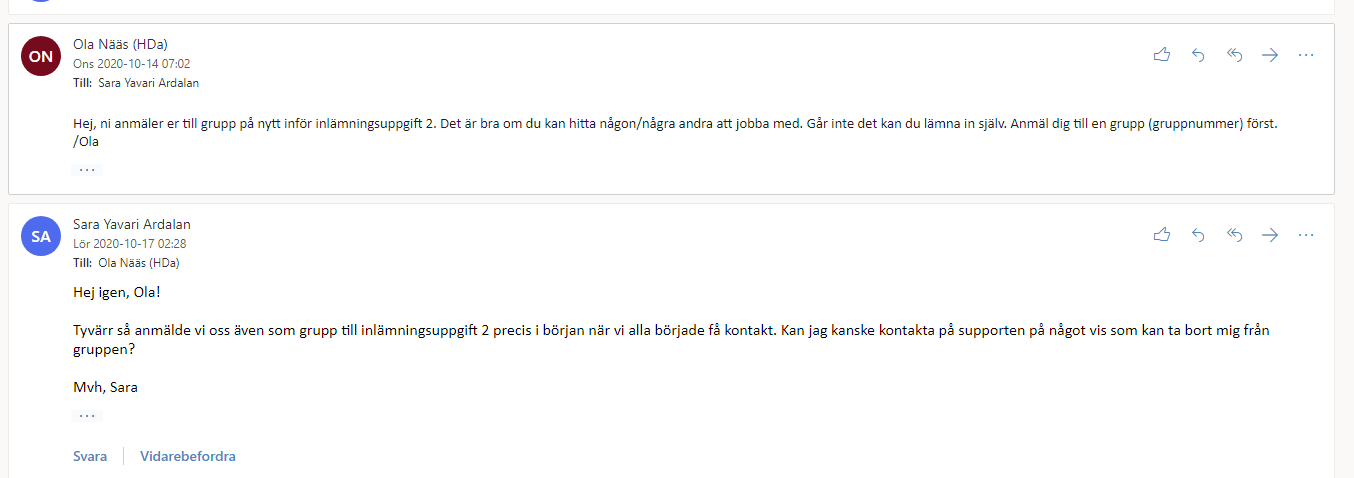 ON
Ola Nääs (HDa)
Ons 2020-10-14 07:02
Till: Sara Yavari Ardalan
Hej, ni anmäler er till grupp på nytt inför inlämningsuppgift 2. Det är bra om du kan hitta någon/några andra att jobba med. Går inte det kan du lämna in själv. Anmäl dig till en grupp (gruppnummer) först.
/Ola
...
SA
Sara Yavari Ardalan
Lör 2020-10-17 02:28
Till: Ola Nääs (HDa)
Hej igen, Ola!
Tyvärr så anmälde vi oss även som grupp till inlämningsuppgift 2 precis i början när vi alla började få kontakt. Kan jag kanske kontakta på supporten på något vis som kan ta bort mig från
gruppen?
Mvh, Sara
...
Svara | Vidarebefordra